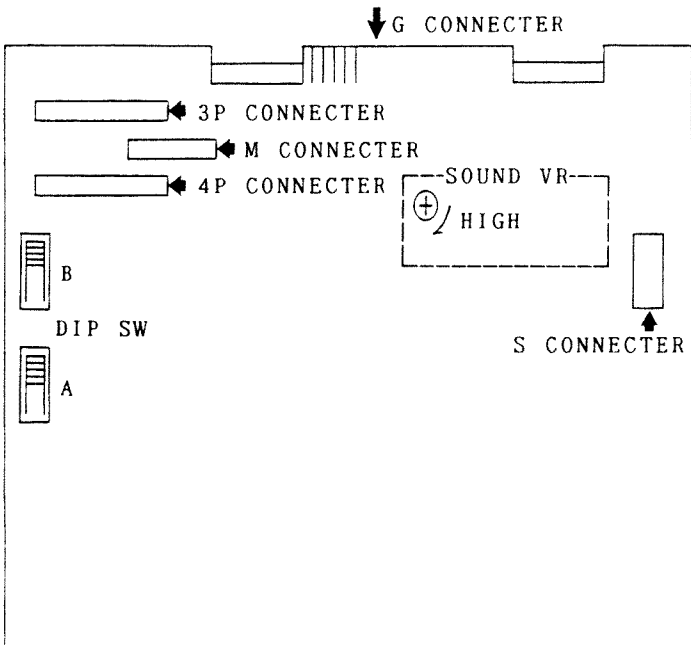 G CONNECTER
3P CONNECTER
M CONNECTER
4P CONNECTER
SOUND VR
HIGH
B
DIP SW
S CONNECTER
A